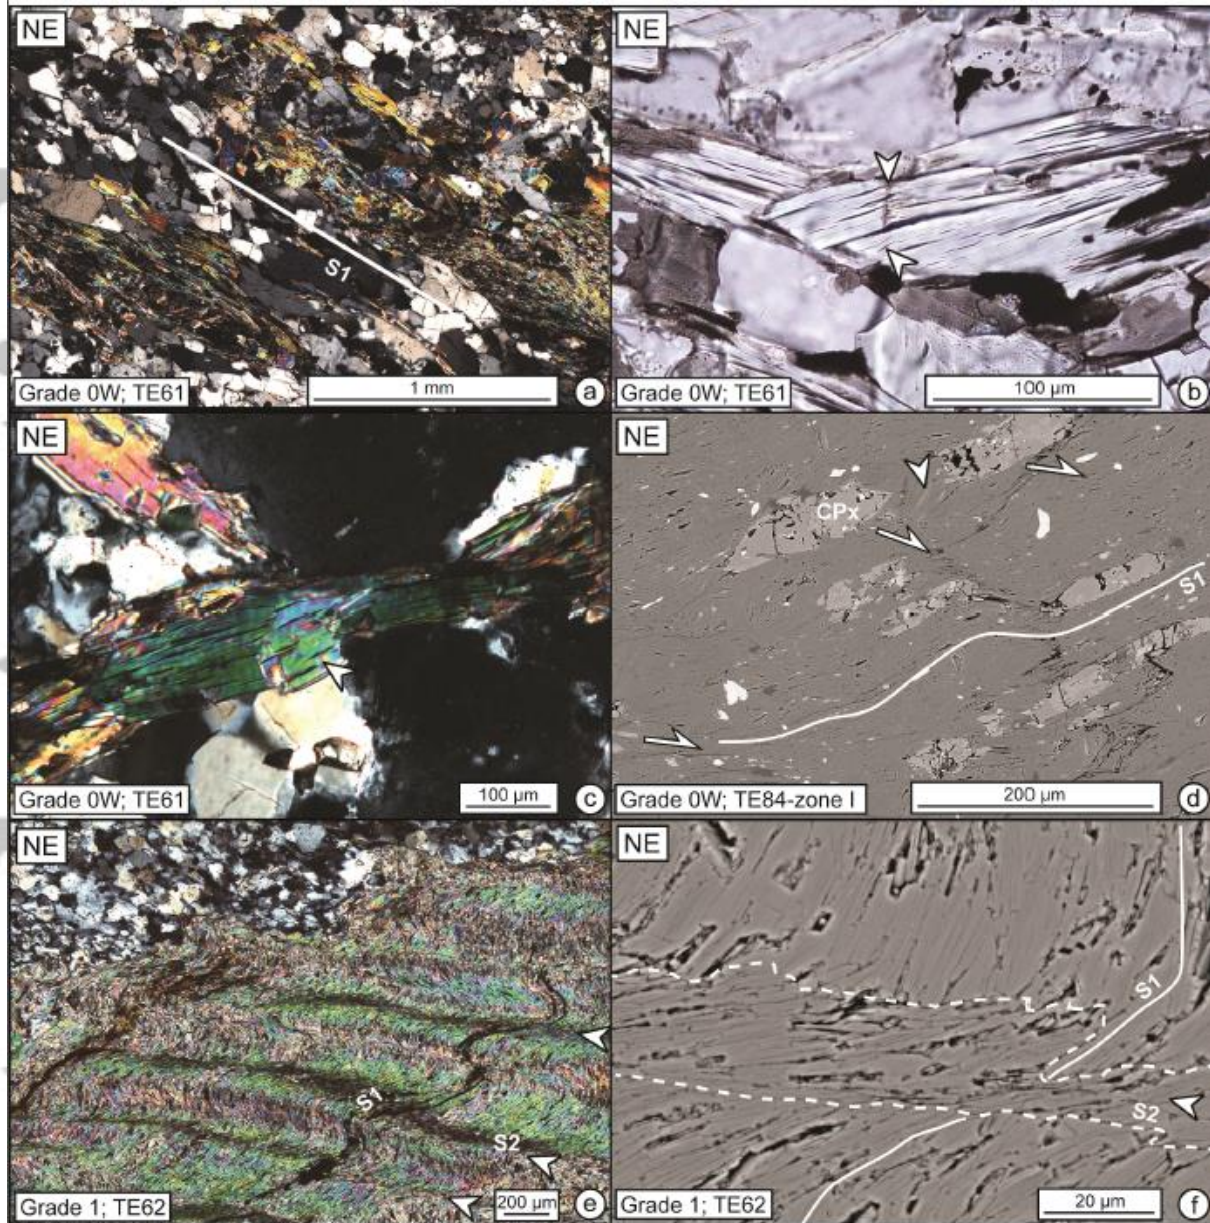 NE
S1
Grade 0W; TE61
1 mm
a
NE
Grade 0W; TE61
100 µm
b
NE
Grade 0W; TE61
100 µm
c
NE
CPx
S1
Grade 0W; TE84-zone I
200 µm
d
NE
S1
S2
Grade 1; TE62
200 µm
e
NE
S1
S2
Grade 1; TE62
20 µm
f